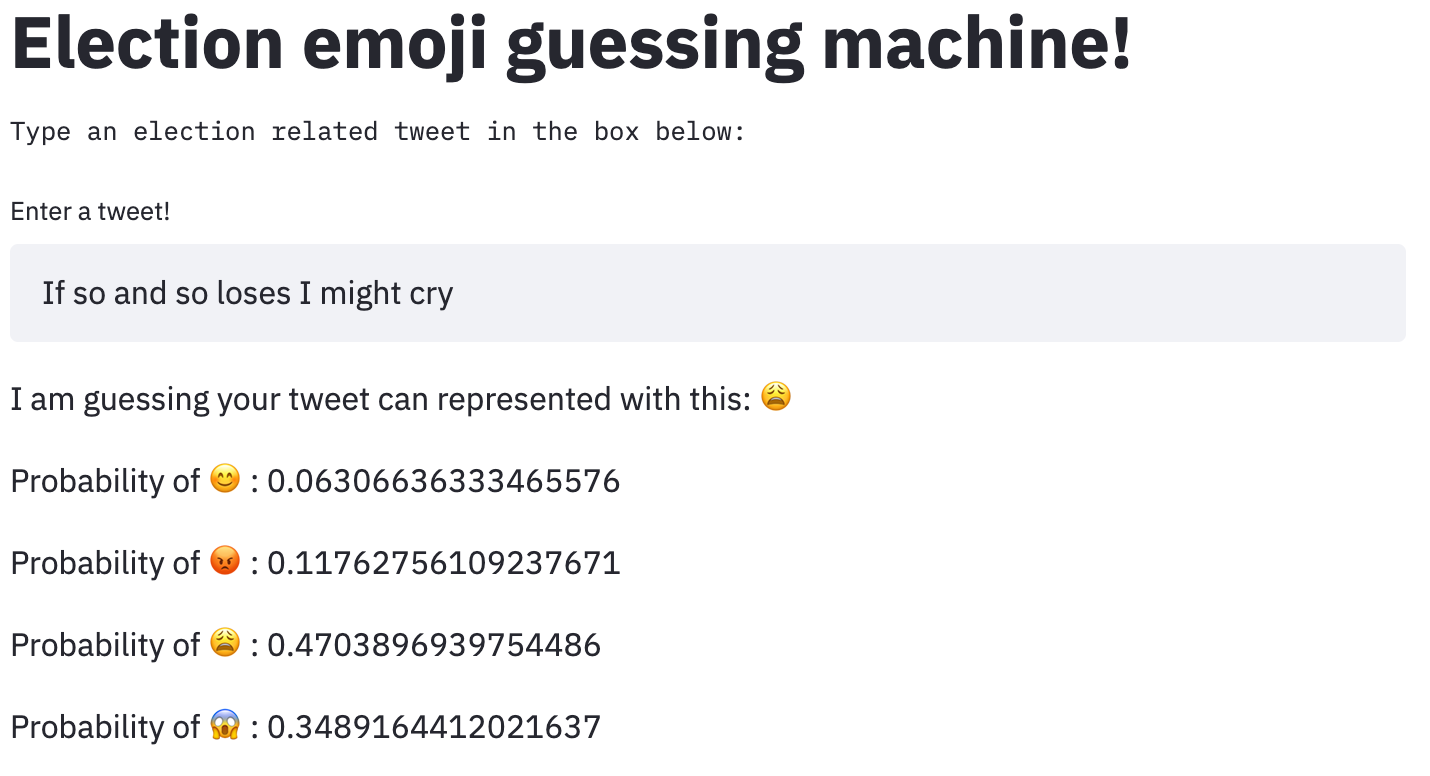 Election emoji guessing machine!
Type an election related tweet in the box below:
Enter a tweet!
If so and so loses I might cry
I am guessing your tweet can represented with this: 😩
Probability of 😊 : 0.06306636333465576
Probability of 😡 : 0.11762756109237671
Probability of 😩 : 0.4703896939754486
Probability of 😱 : 0.3489164412021637